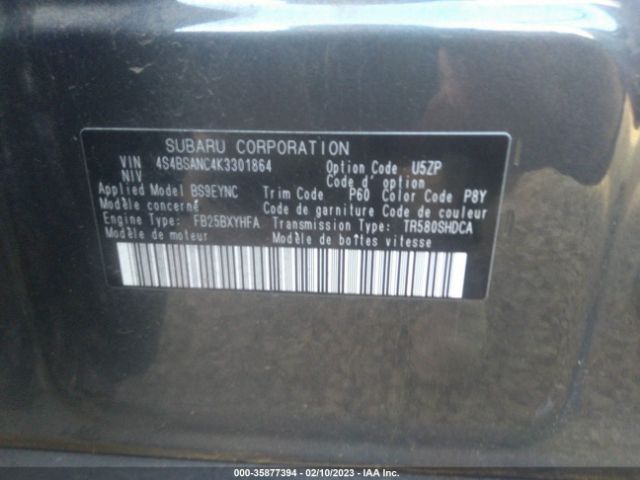 SUBARU CORPORATION
VIN 4S4BSANC4K3301864 Option Code U5ZP
NIV Code d' option
Applied Model BS9EYNC Trim Code P60 Color Code P8Y
Modèle concerné Code de garniture Code de couleur
Engine Type: FB25BXYHFA Transmission Type: TR580SHDCA
Modèle de moteur Modèle de boîtes vitesse
000-35877394 - 02/10/2023 - IAA Inc.